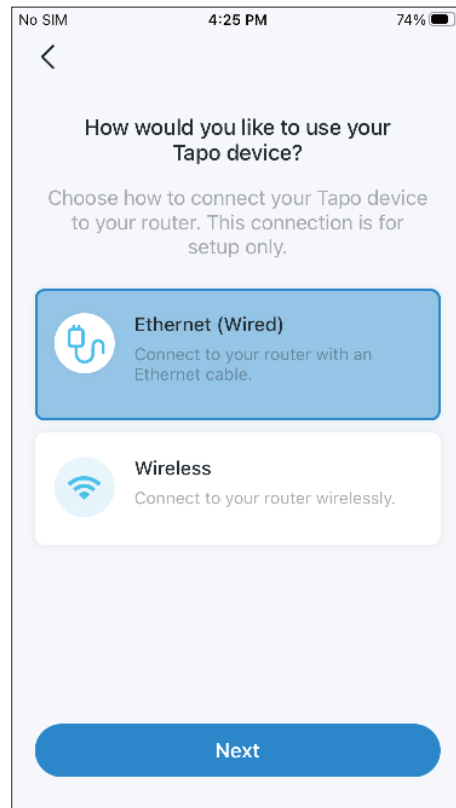 No SIM 4:25 PM 74%
How would you like to use your
Tapo device?
Choose how to connect your Tapo device
to your router. This connection is for
setup only.
Ethernet (Wired)
Connect to your router with an
Ethernet cable.
Wireless
Connect to your router wirelessly.
Next